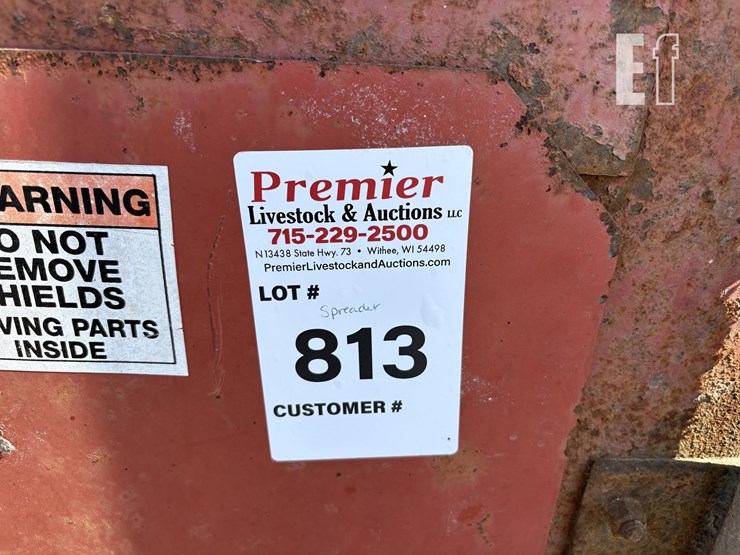 Ef
ARNING
O NOT
EMOVE
HIELDS
VING PARTS
INSIDE
Premier
Livestock & Auctions LLC
715-229-2500
N13438 State Hwy. 73 • Withee, WI 54498
PremierLivestockandAuctions.com
LOT #
Spreader
813
CUSTOMER #